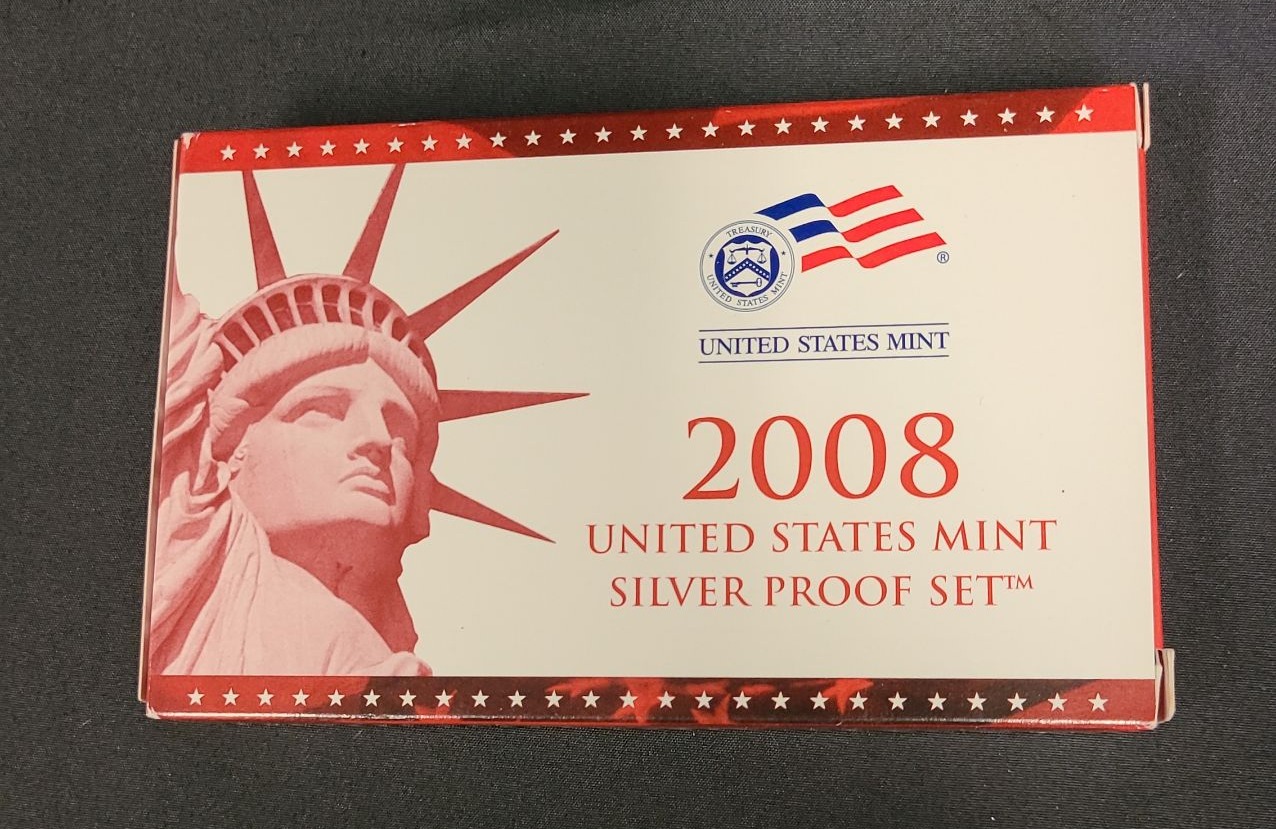 TREASURY
UNITED STATES MINT
®
UNITED STATES MINT
2008
UNITED STATES MINT
SILVER PROOF SET™